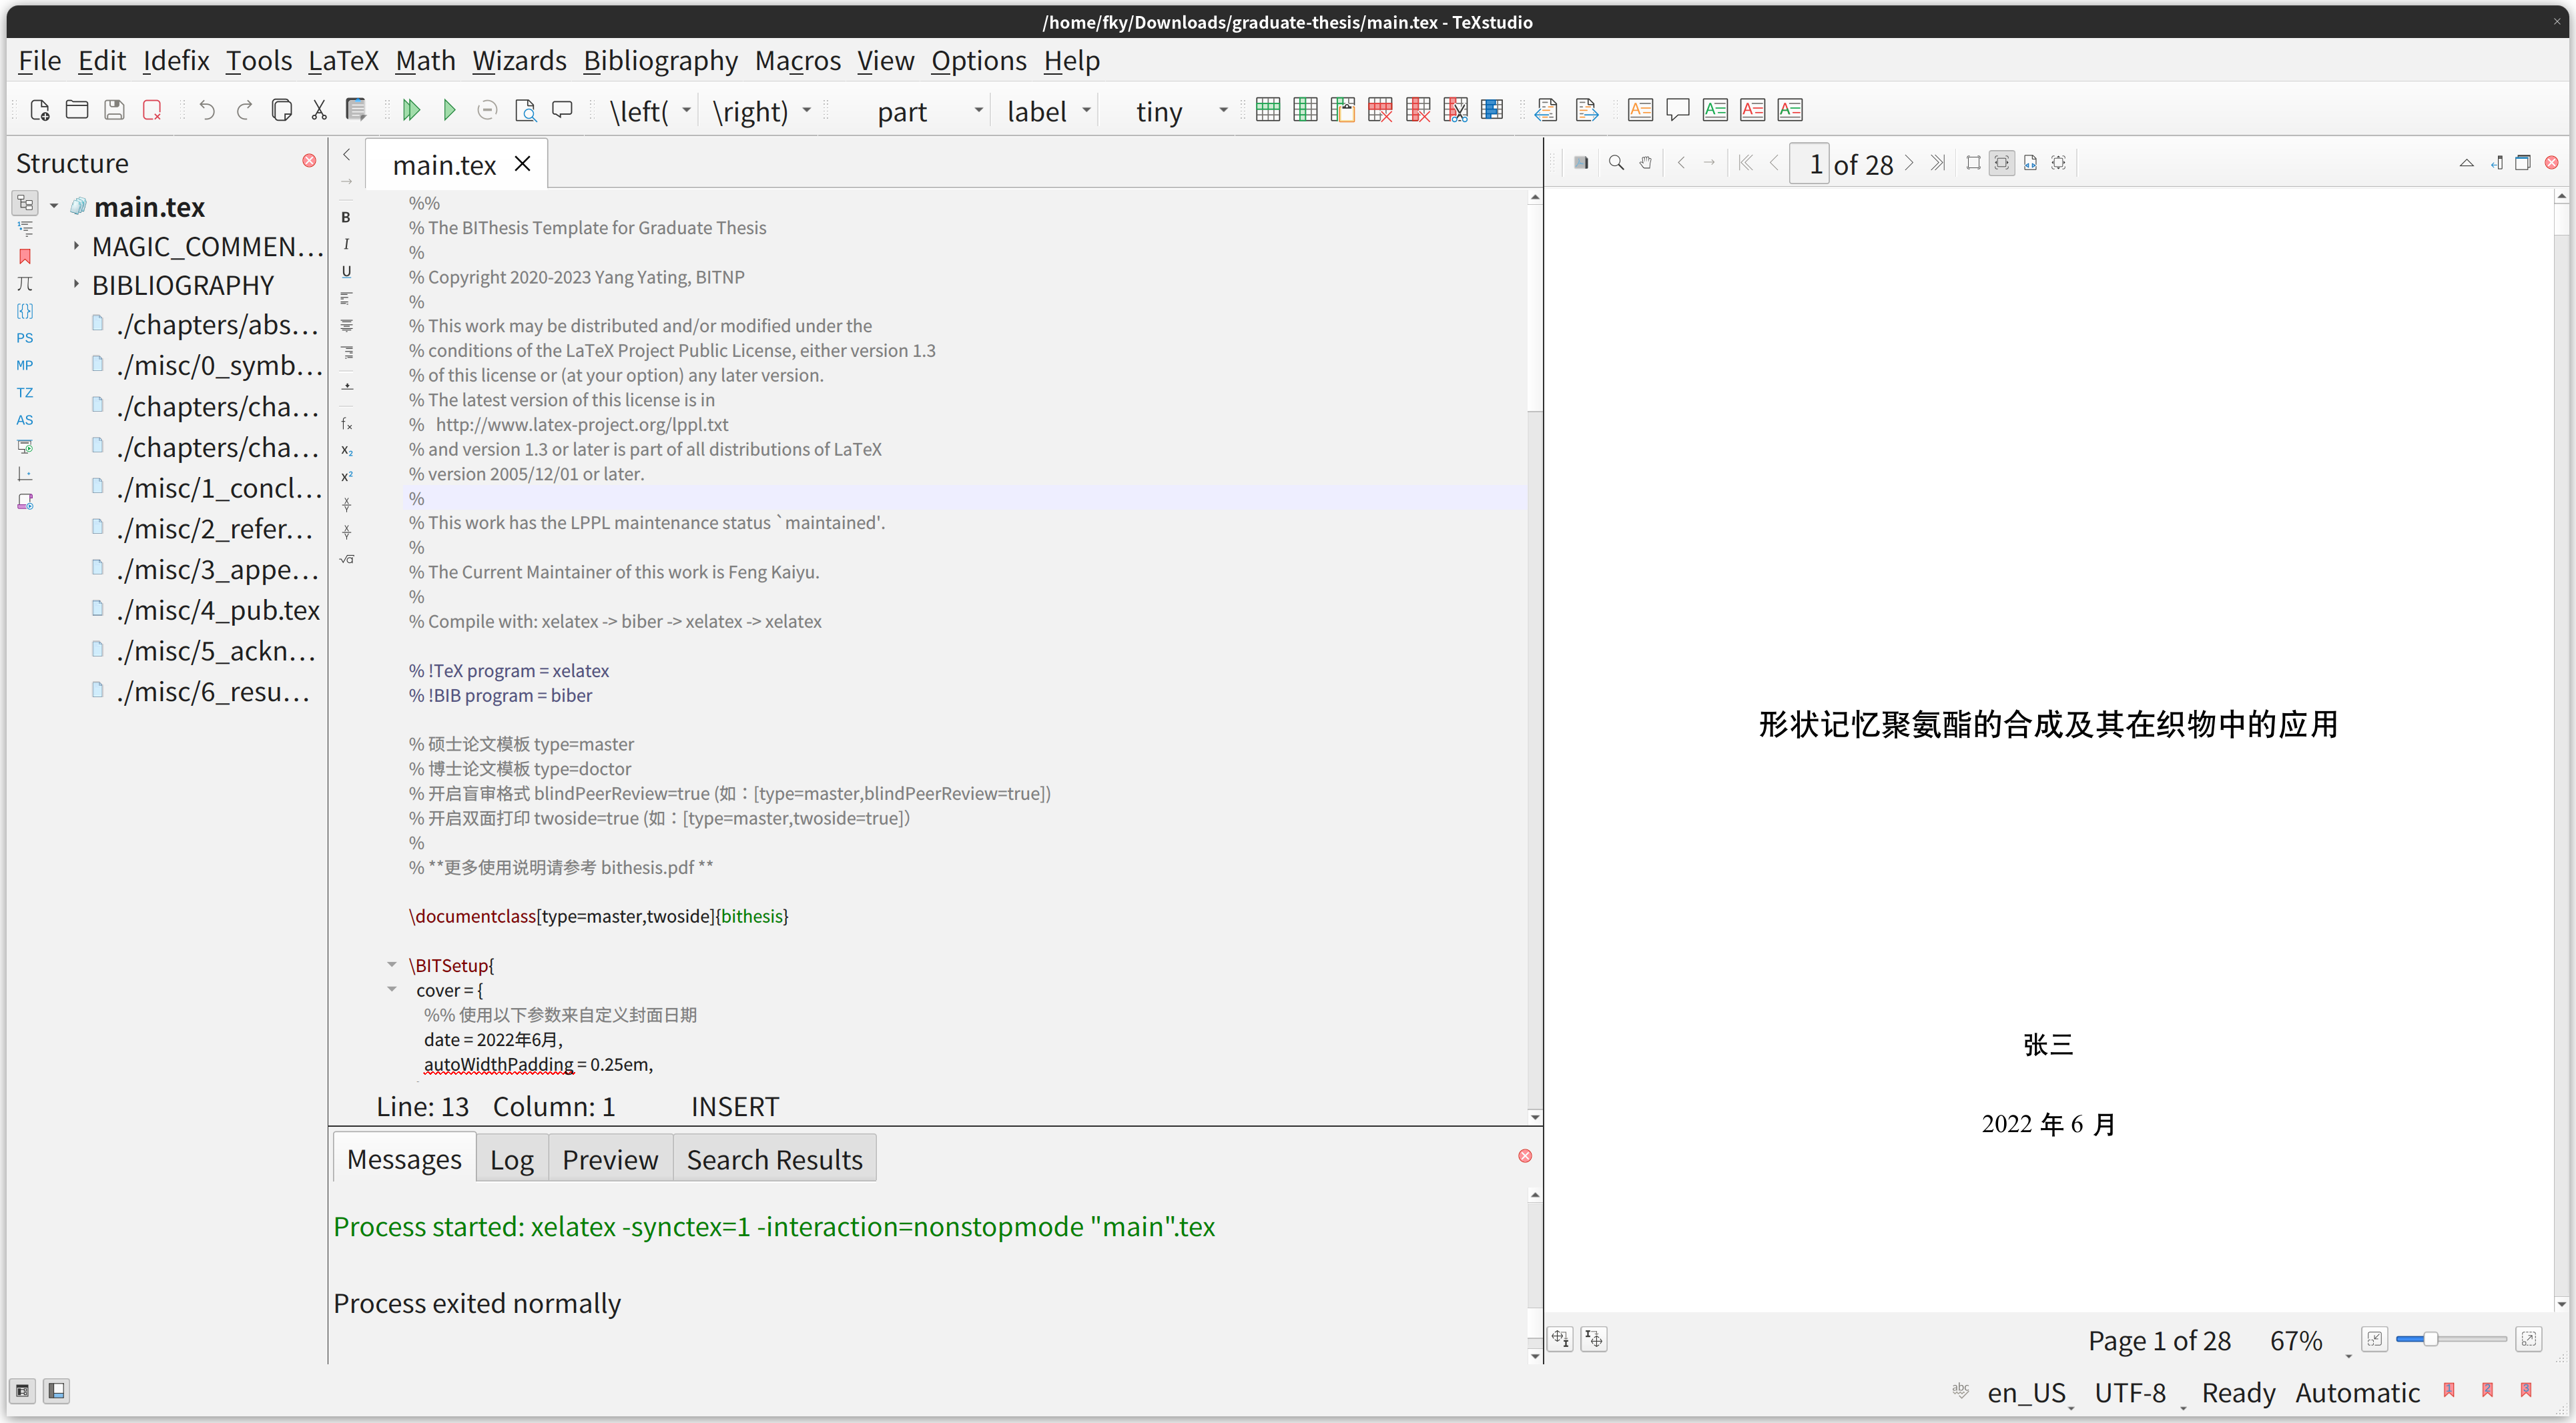 /home/fky/Downloads/graduate-thesis/main.tex - TeXstudio
File Edit Idefix Tools LaTeX Math Wizards Bibliography Macros View Options Help
\left( \right) part label tiny
Structure
main.tex
MAGIC_COMMEN...
BIBLIOGRAPHY
./chapters/abs...
./misc/0_symb...
./chapters/cha...
./chapters/cha...
./misc/1_concl...
./misc/2_refer...
./misc/3_appe...
./misc/4_pub.tex
./misc/5_ackn...
./misc/6_resu...
PS
MP
TZ
AS
main.tex
B
I
U
%%
% The BIThesis Template for Graduate Thesis
%
% Copyright 2020-2023 Yang Yating, BITNP
%
% This work may be distributed and/or modified under the
% conditions of the LaTeX Project Public License, either version 1.3
% of this license or (at your option) any later version.
% The latest version of this license is in
% http://www.latex-project.org/lppl.txt
% and version 1.3 or later is part of all distributions of LaTeX
% version 2005/12/01 or later.
%
% This work has the LPPL maintenance status `maintained'.
%
% The Current Maintainer of this work is Feng Kaiyu.
%
% Compile with: xelatex -> biber -> xelatex -> xelatex
% !TeX program = xelatex
% !BIB program = biber
% 硕士论文模板 type=master
% 博士论文模板 type=doctor
% 开启盲审格式 blindPeerReview=true (如：[type=master,blindPeerReview=true])
% 开启双面打印 twoside=true (如：[type=master,twoside=true])
%
% **更多使用说明请参考 bithesis.pdf **
\documentclass[type=master,twoside]{bithesis}
\BITSetup{
cover = {
%% 使用以下参数来自定义封面日期
date = 2022年6月,
autoWidthPadding = 0.25em,
Line: 13 Column: 1 INSERT
Messages Log Preview Search Results
Process started: xelatex -synctex=1 -interaction=nonstopmode "main".tex
Process exited normally
1 of 28
形状记忆聚氨酯的合成及其在织物中的应用
张三
2022 年 6 月
Page 1 of 28 67%
en_US UTF-8 Ready Automatic